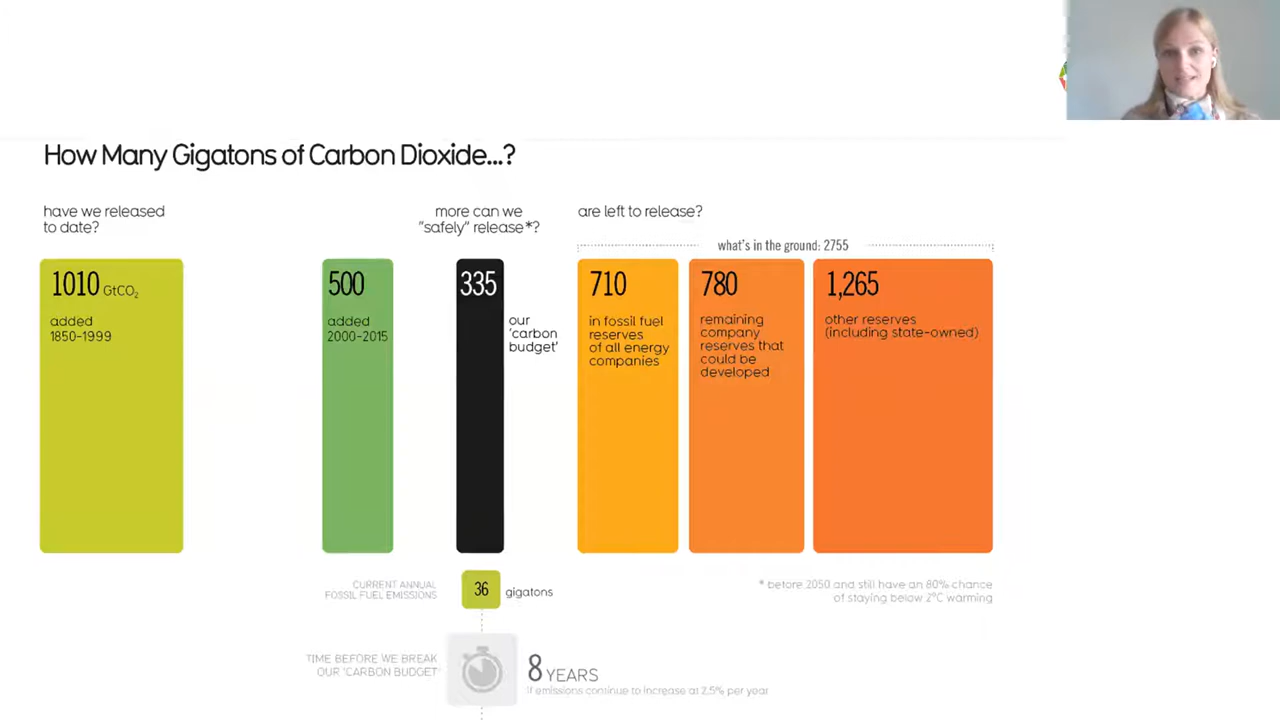 How Many Gigatons of Carbon Dioxide...?
have we released
to date?
more can we
"safely" release*?
are left to release?
what's in the ground: 2755
1010 GtCO₂
added
1850-1999
500
added
2000-2015
335
our
'carbon
budget'
710
in fossil fuel
reserves
of all energy
companies
780
remaining
company
reserves that
could be
developed
1,265
other reserves
(including state-owned)
CURRENT ANNUAL
FOSSIL FUEL EMISSIONS
36
gigatons
* before 2050 and still have an 80% chance
of staying below 2°C warming
TIME BEFORE WE BREAK
OUR 'CARBON BUDGET'
8 YEARS
if emissions continue to increase at 2.5% per year